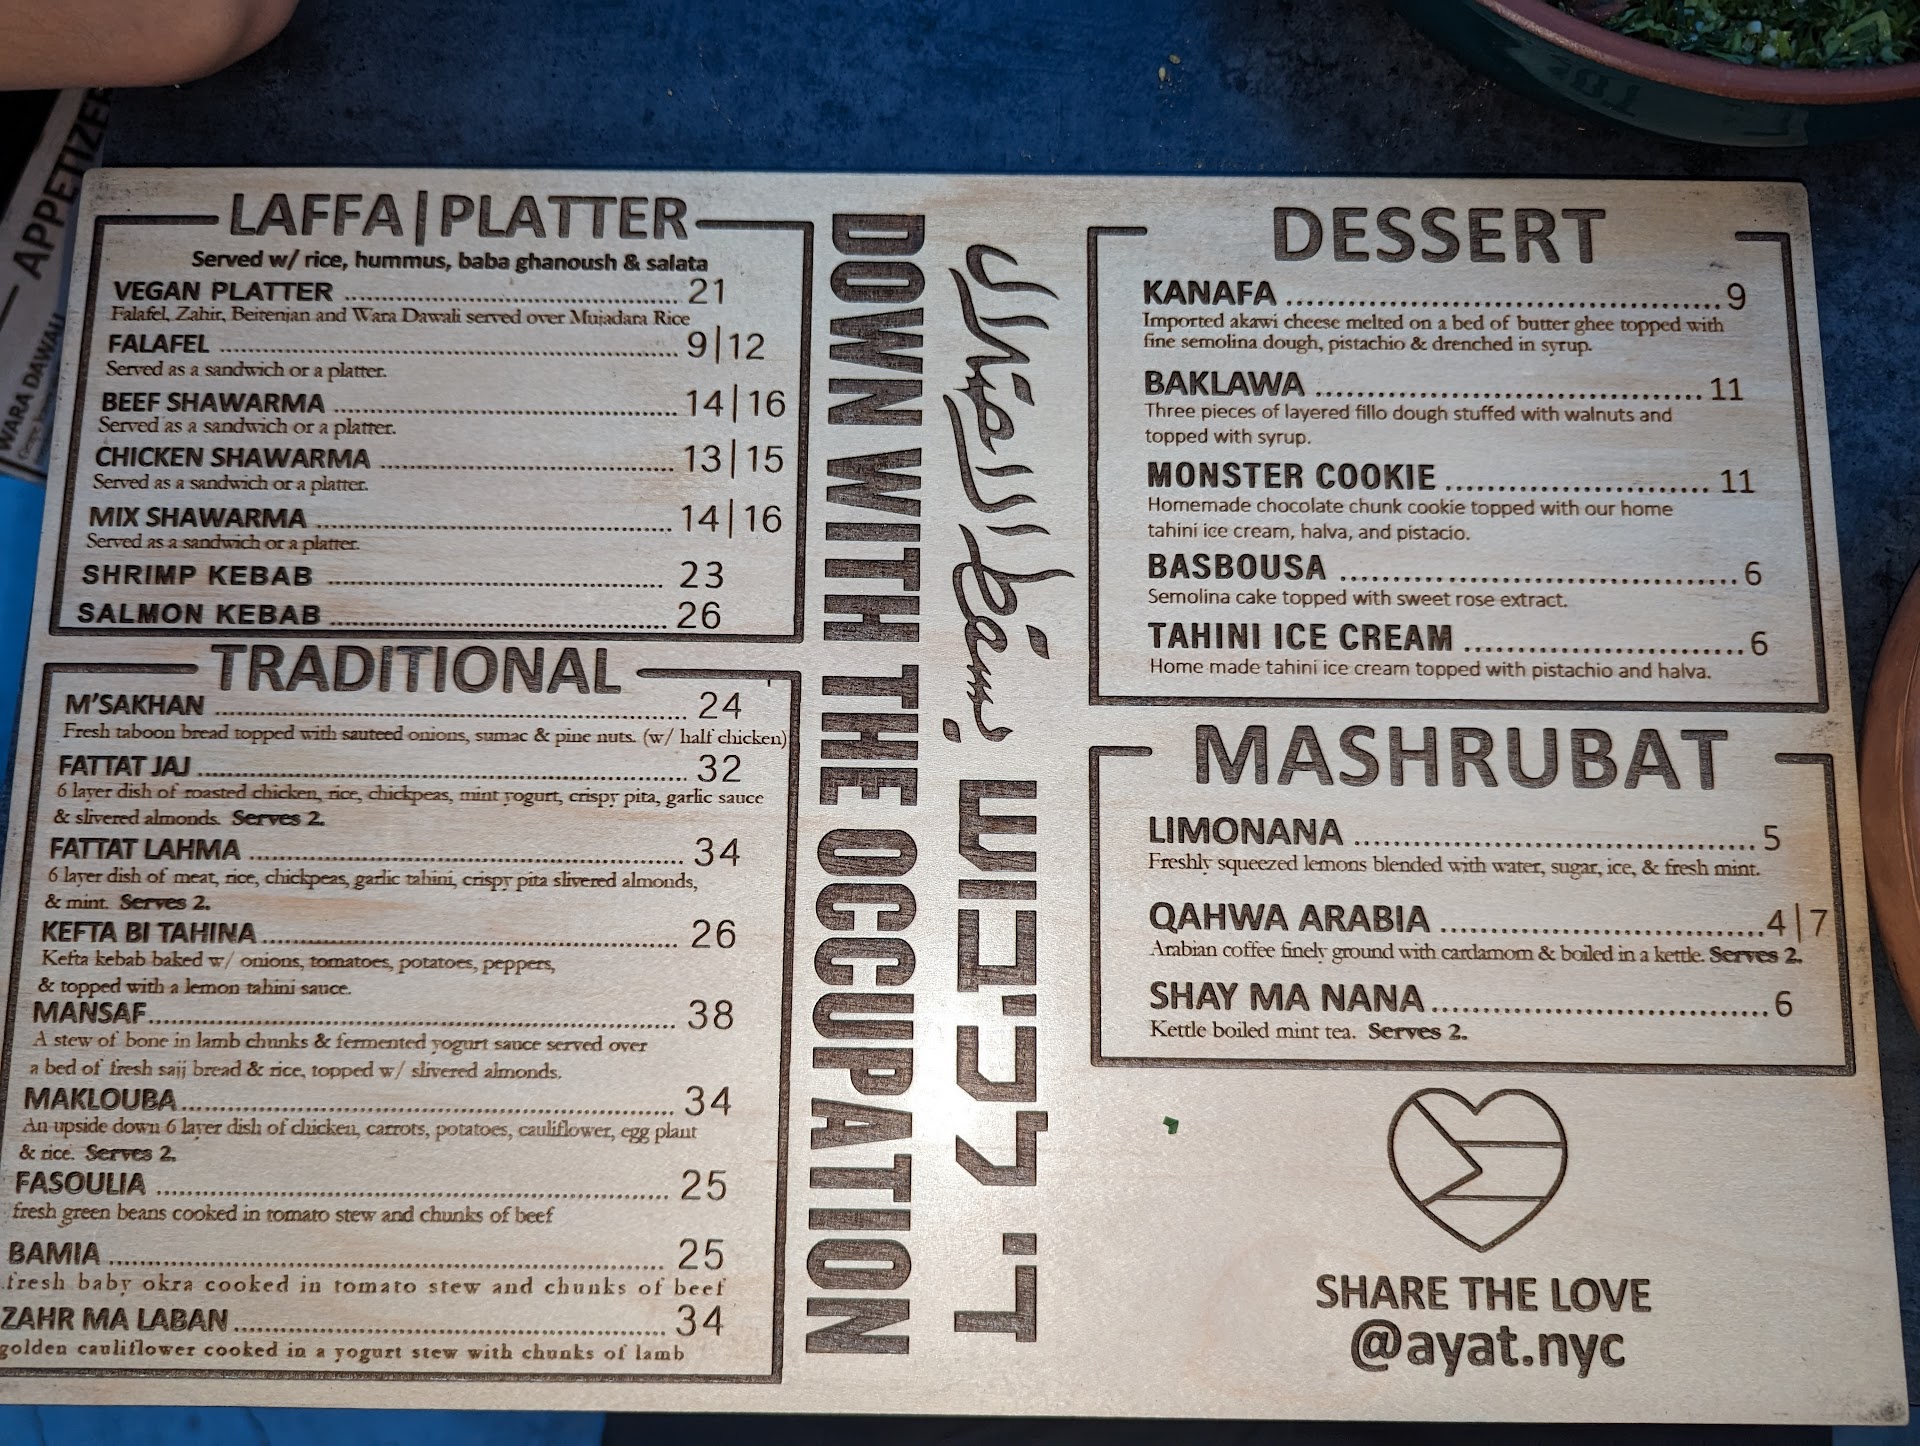 APPETIZER
WARA DAWALI
LAFFA|PLATTER
Served w/ rice, hummus, baba ghanoush & salata
VEGAN PLATTER ........ 21
Falafel, Zahir, Beitenjan and Wara Dawali served over Mujadara Rice
FALAFEL ........ 9|12
Served as a sandwich or a platter.
BEEF SHAWARMA ........ 14|16
Served as a sandwich or a platter.
CHICKEN SHAWARMA ........ 13|15
Served as a sandwich or a platter.
MIX SHAWARMA ........ 14|16
Served as a sandwich or a platter.
SHRIMP KEBAB ........ 23
SALMON KEBAB ........ 26
TRADITIONAL
M'SAKHAN ........ 24
Fresh taboon bread topped with sauteed onions, sumac & pine nuts. (w/ half chicken)
FATTAT JAJ ........ 32
6 layer dish of roasted chicken, rice, chickpeas, mint yogurt, crispy pita, garlic sauce
& slivered almonds. Serves 2.
FATTAT LAHMA ........ 34
6 layer dish of meat, rice, chickpeas, garlic tahini, crispy pita slivered almonds,
& mint. Serves 2.
KEFTA BI TAHINA ........ 26
Kefta kebab baked w/ onions, tomatoes, potatoes, peppers,
& topped with a lemon tahini sauce.
MANSAF ........ 38
A stew of bone in lamb chunks & fermented yogurt sauce served over
a bed of fresh sajj bread & rice, topped w/ slivered almonds.
MAKLOUBA ........ 34
An upside down 6 layer dish of chicken, carrots, potatoes, cauliflower, egg plant
& rice. Serves 2.
FASOULIA ........ 25
fresh green beans cooked in tomato stew and chunks of beef
BAMIA ........ 25
fresh baby okra cooked in tomato stew and chunks of beef
ZAHR MA LABAN ........ 34
golden cauliflower cooked in a yogurt stew with chunks of lamb
DOWN WITH THE OCCUPATION
يسقط الاحتلال
די לכיבוש
DESSERT
KANAFA ........ 9
Imported akawi cheese melted on a bed of butter ghee topped with
fine semolina dough, pistachio & drenched in syrup.
BAKLAWA ........ 11
Three pieces of layered fillo dough stuffed with walnuts and
topped with syrup.
MONSTER COOKIE ........ 11
Homemade chocolate chunk cookie topped with our home
tahini ice cream, halva, and pistacio.
BASBOUSA ........ 6
Semolina cake topped with sweet rose extract.
TAHINI ICE CREAM ........ 6
Home made tahini ice cream topped with pistachio and halva.
MASHRUBAT
LIMONANA ........ 5
Freshly squeezed lemons blended with water, sugar, ice, & fresh mint.
QAHWA ARABIA ........ 4|7
Arabian coffee finely ground with cardamom & boiled in a kettle. Serves 2.
SHAY MA NANA ........ 6
Kettle boiled mint tea. Serves 2.
SHARE THE LOVE
@ayat.nyc